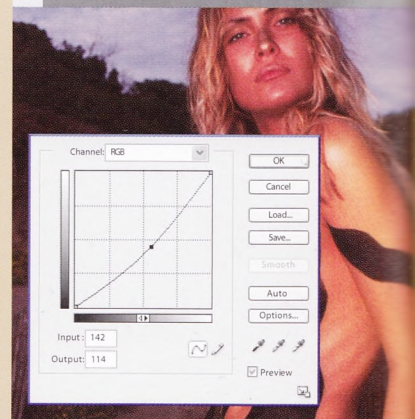 Channel: RGB
OK
Cancel
Load...
Save...
Smooth
Auto
Options...
Input: 142
Output: 114
Preview